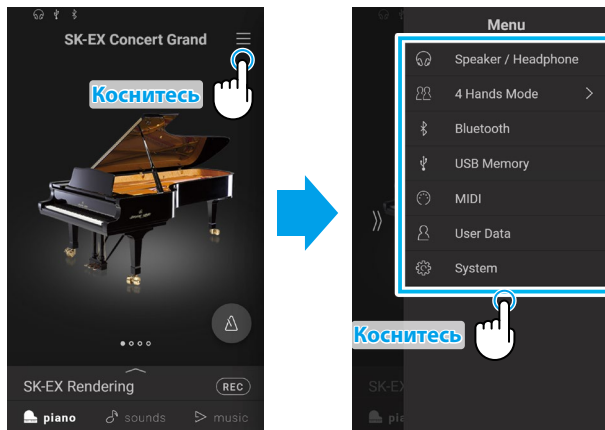 SK-EX Concert Grand
Коснитесь
SK-EX Rendering
REC
piano
sounds
music
Menu
Speaker / Headphone
4 Hands Mode
Bluetooth
USB Memory
MIDI
User Data
System
Коснитесь
SK-EX
pia